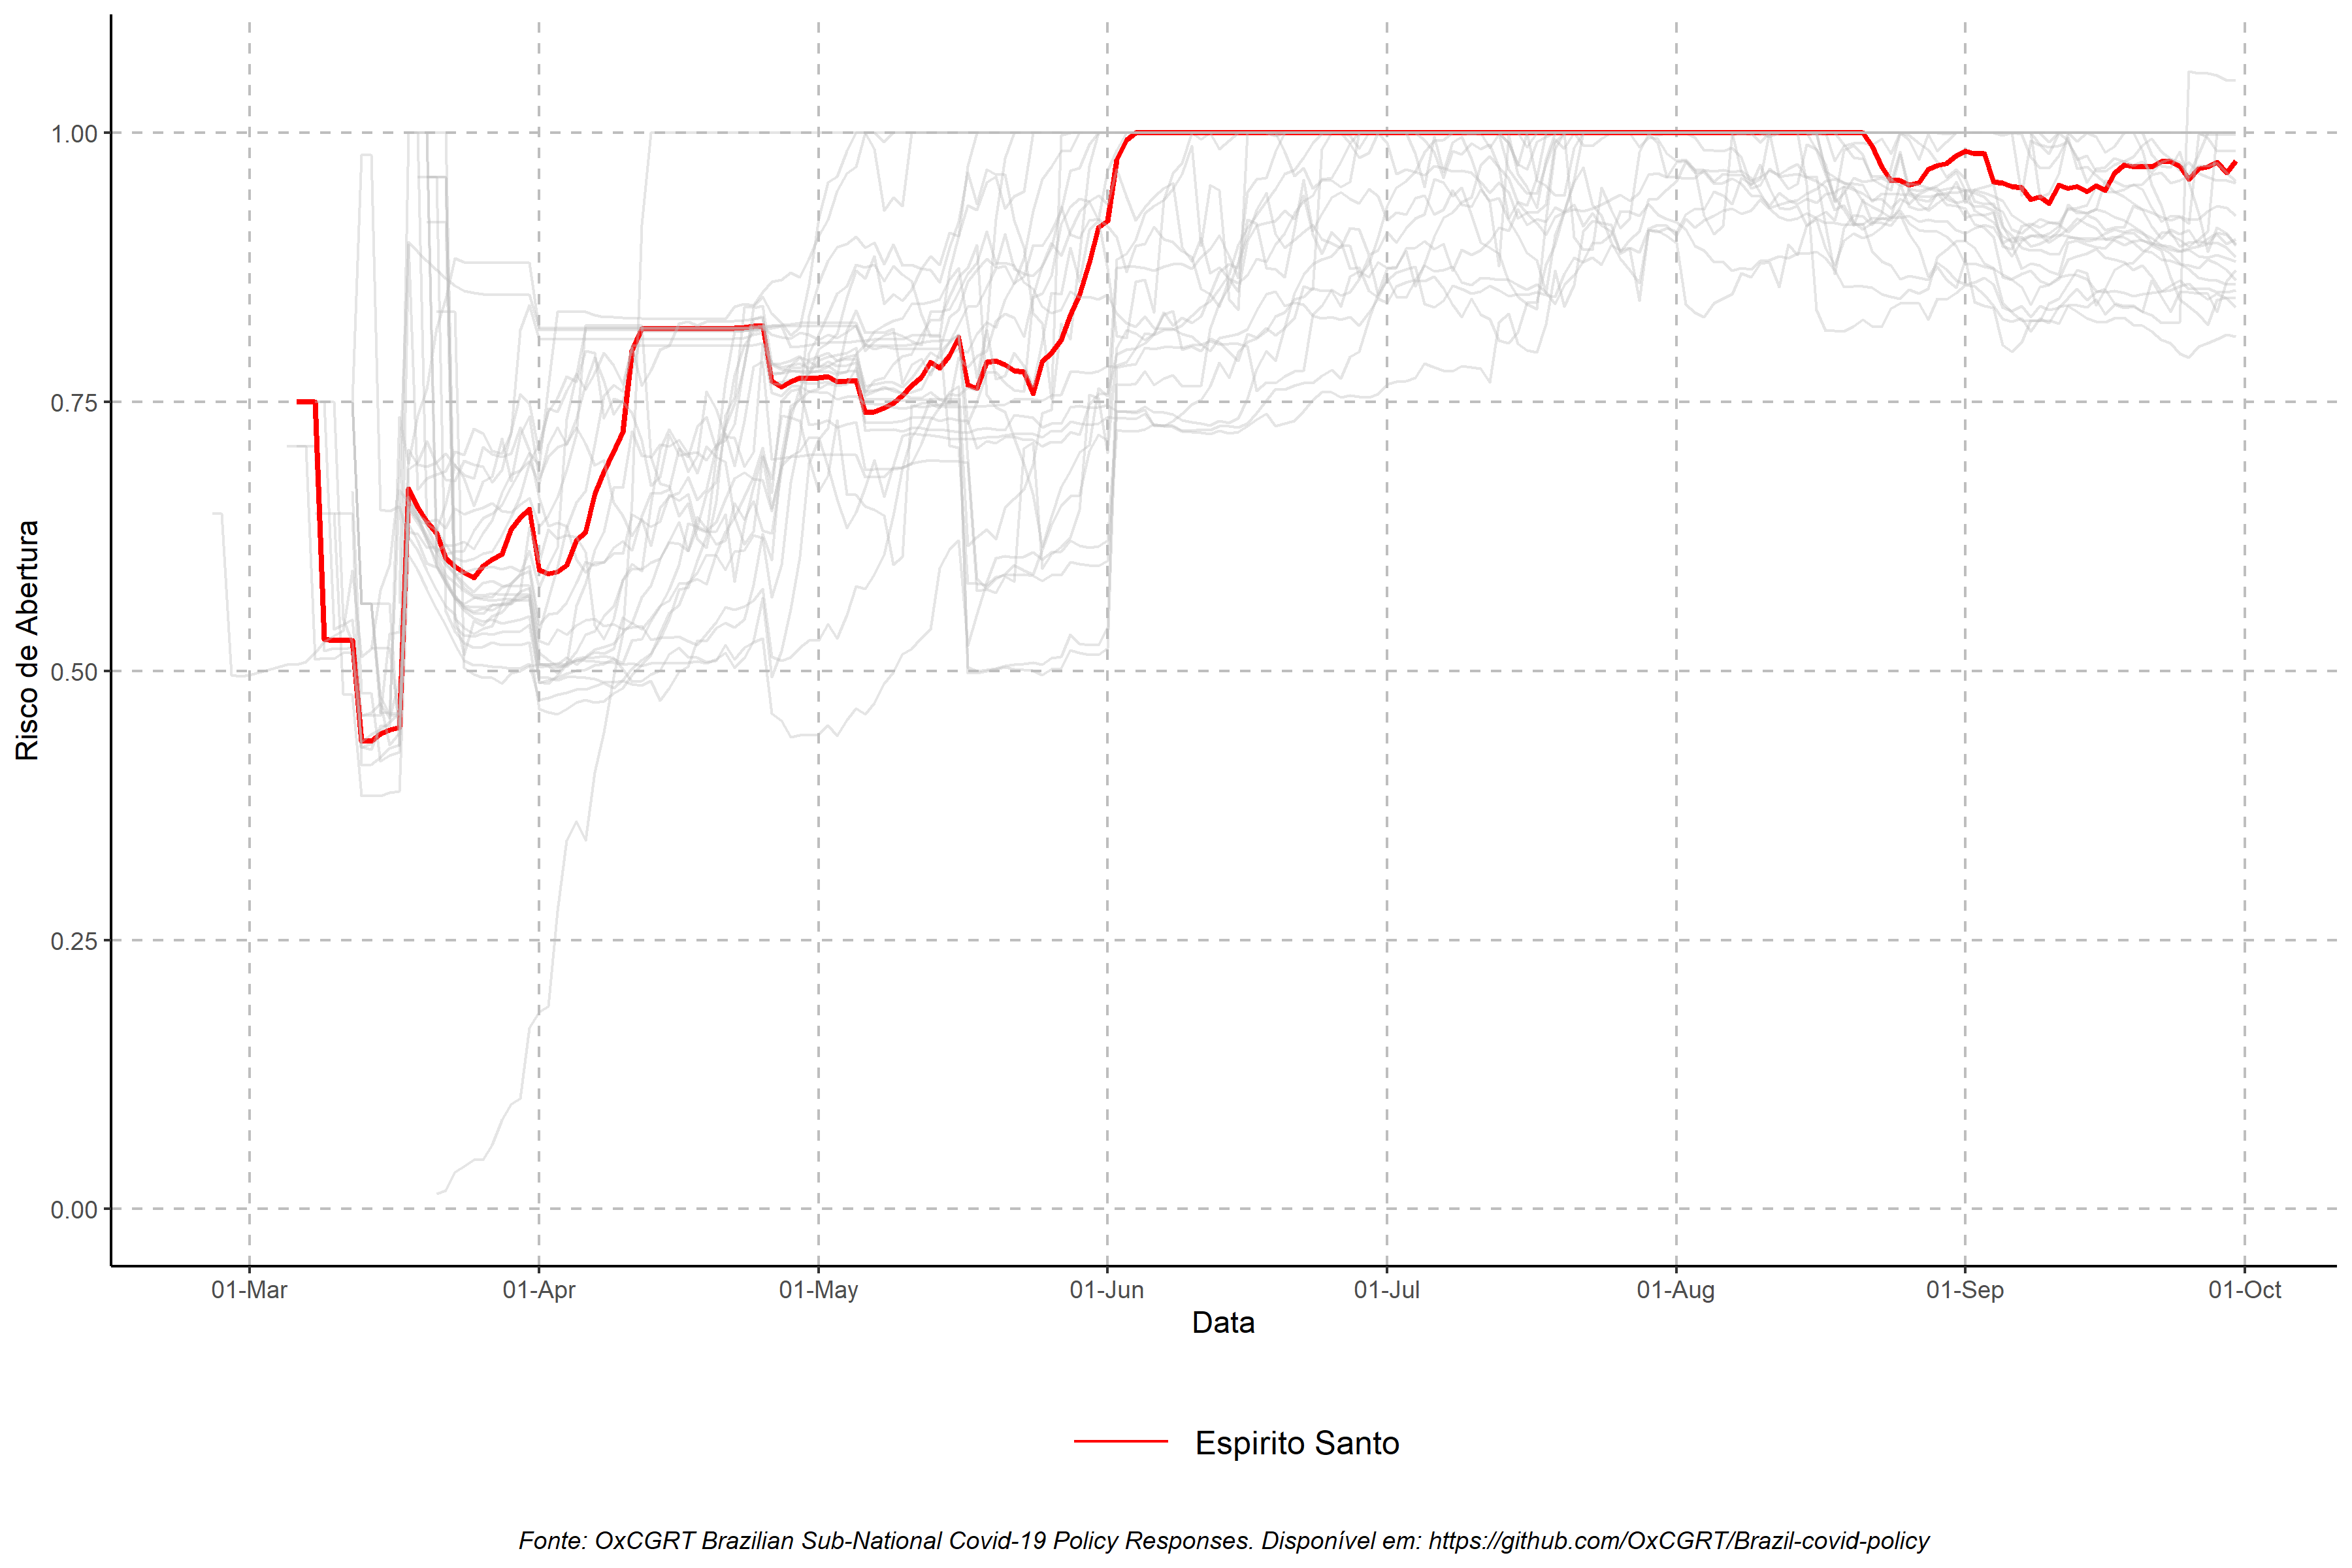 1.00
0.75
0.50
0.25
0.00
Risco de Abertura
01-Mar 01-Apr 01-May 01-Jun 01-Jul 01-Aug 01-Sep 01-Oct
Data
Espirito Santo
Fonte: OxCGRT Brazilian Sub-National Covid-19 Policy Responses. Disponível em: https://github.com/OxCGRT/Brazil-covid-policy